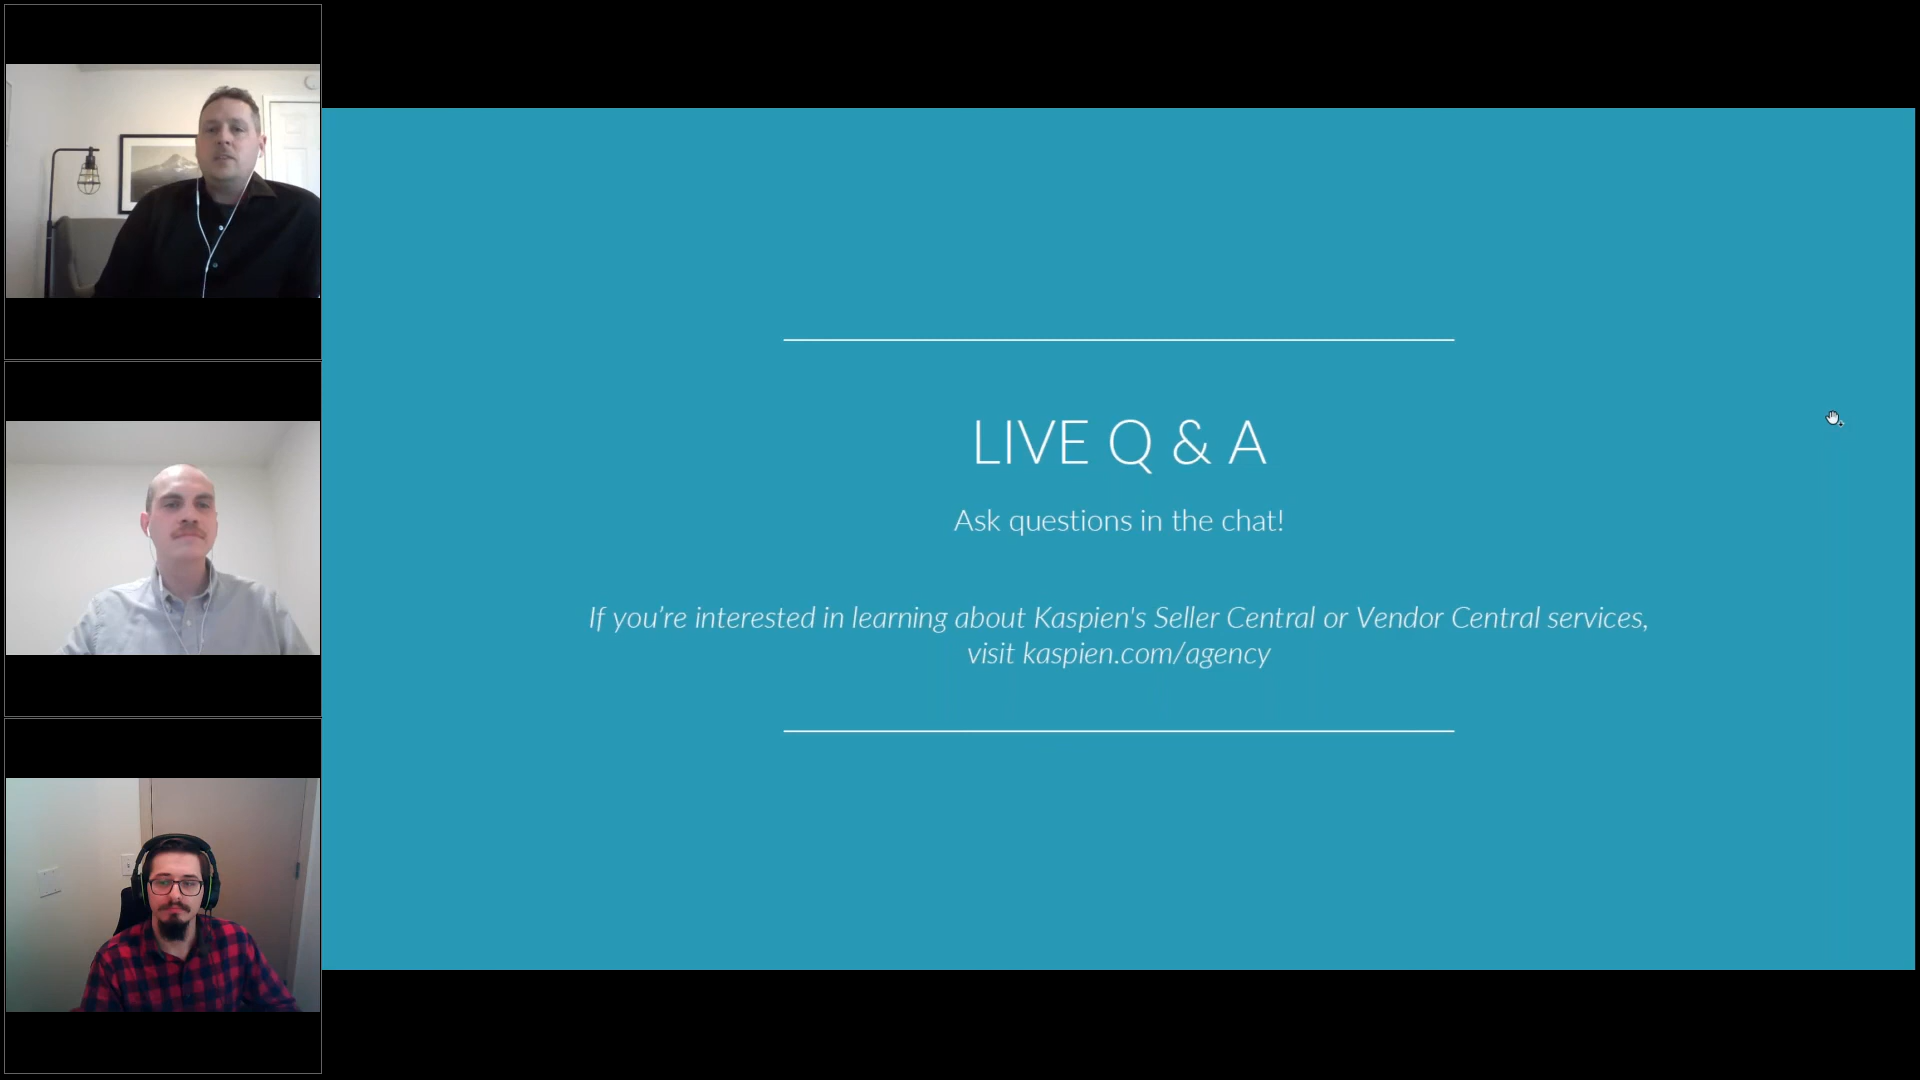 LIVE Q & A
Ask questions in the chat!
If you're interested in learning about Kaspien's Seller Central or Vendor Central services,
visit kaspien.com/agency